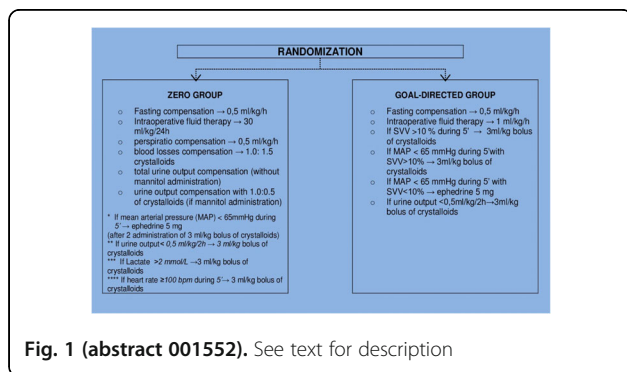 RANDOMIZATION
ZERO GROUP
o Fasting compensation → 0,5 ml/kg/h
o Intraoperative fluid therapy → 30
ml/kg/24h
o perspiratio compensation → 0,5 ml/kg/h
o blood losses compensation → 1.0: 1.5
crystalloids
o total urine output compensation (without
mannitol administration)
o urine output compensation with 1.0:0.5
of crystalloids (if mannitol administration)
* If mean arterial pressure (MAP) < 65mmHg during
5'→ ephedrine 5 mg
(after 2 administration of 3 ml/kg bolus of crystalloids)
** If urine output< 0,5 ml/kg/2h → 3 ml/kg bolus of
crystalloids
*** If Lactate >2 mmol/L →3 ml/kg bolus of
crystalloids
**** If heart rate ≥100 bpm during 5'→ 3 ml/kg bolus of
crystalloids
GOAL-DIRECTED GROUP
o Fasting compensation → 0,5 ml/kg/h
o Intraoperative fluid therapy → 1 ml/kg/h
o If SVV >10 % during 5' → 3ml/kg bolus
of crystalloids
o If MAP < 65 mmHg during 5'with
SVV>10% → 3ml/kg bolus of
crystalloids
o If MAP < 65 mmHg during 5' with
SVV<10% → ephedrine 5 mg
o If urine output <0,5ml/kg/2h→3ml/kg
bolus of crystalloids
Fig. 1 (abstract 001552). See text for description